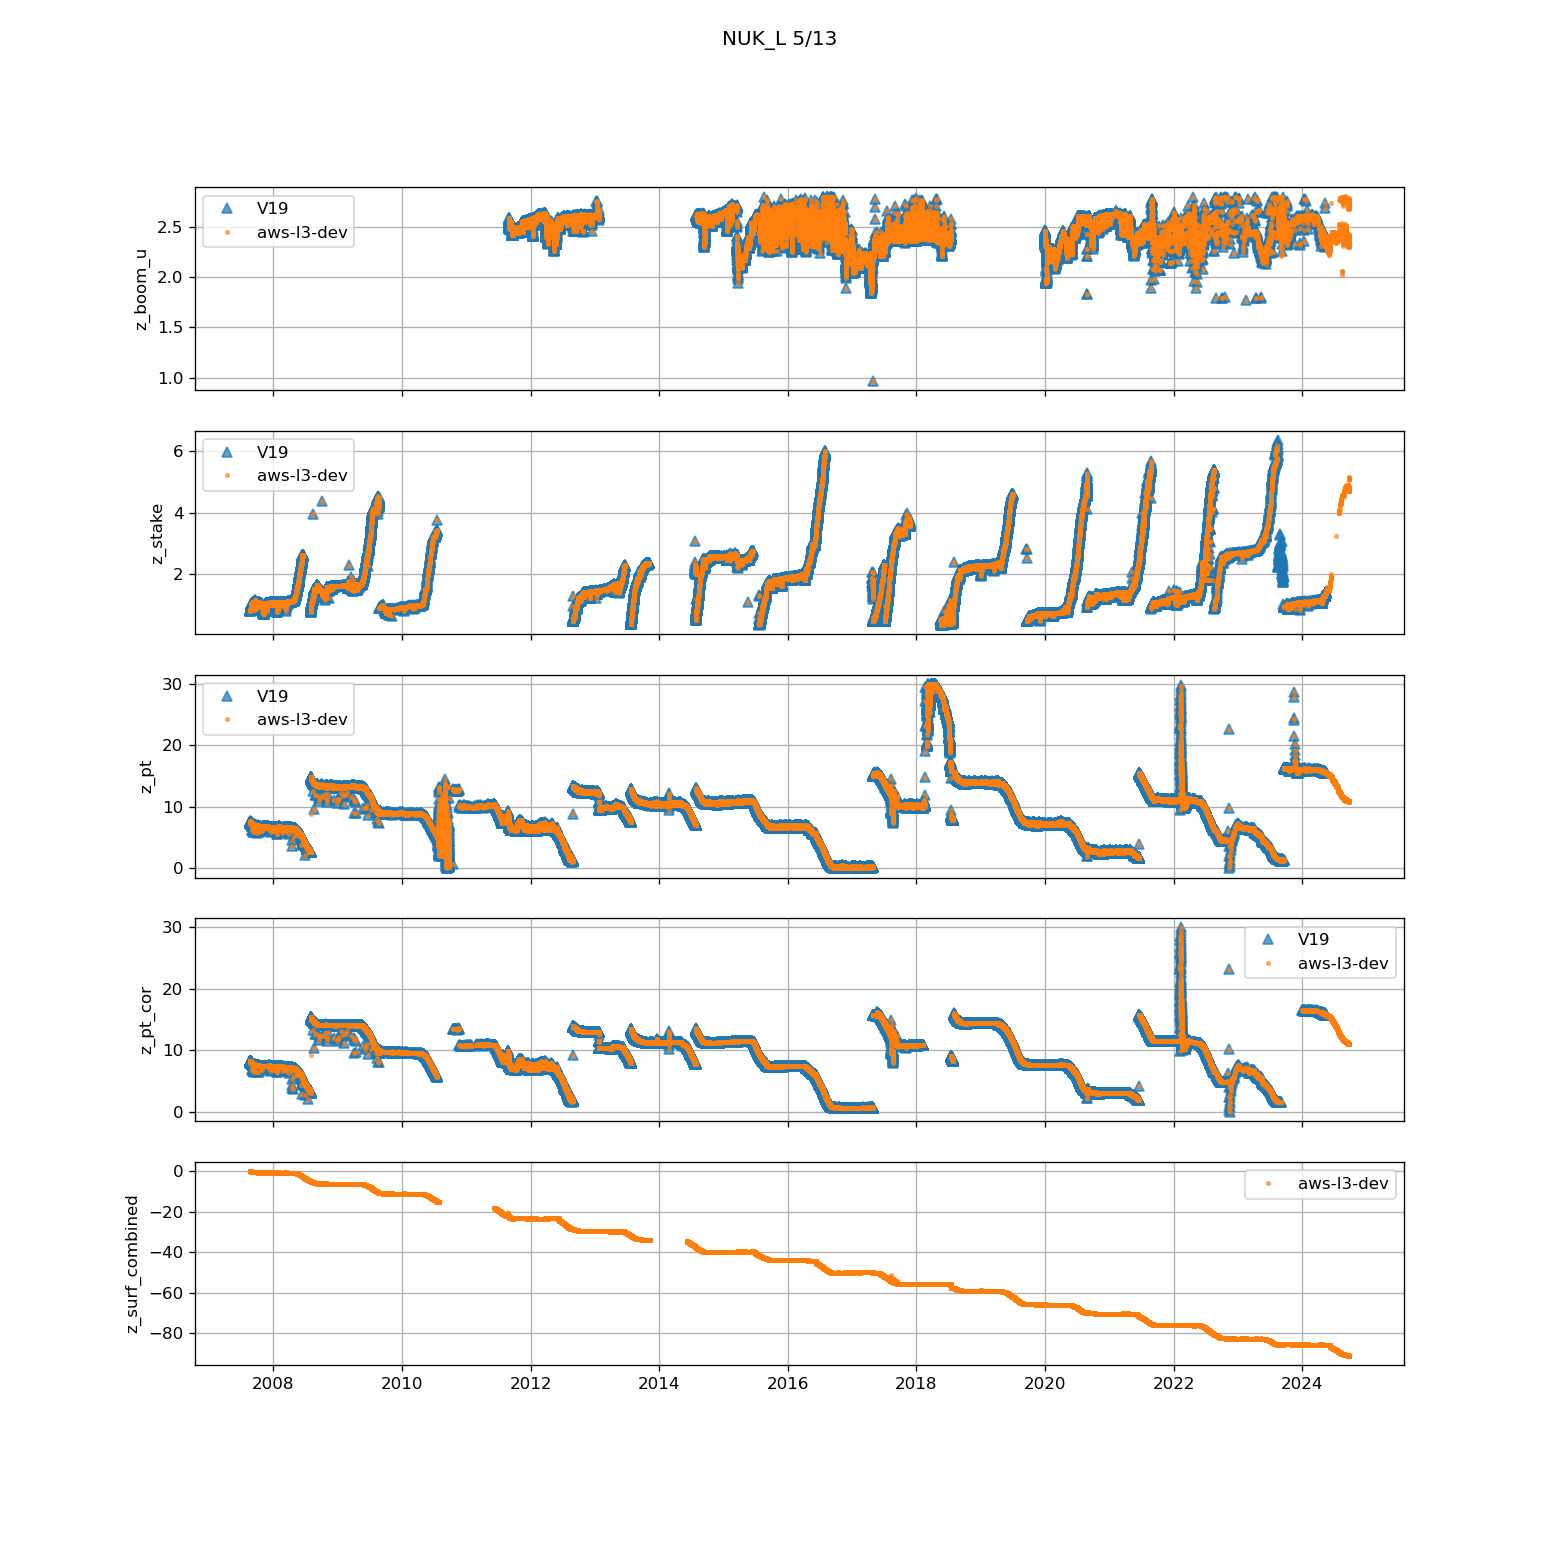 NUK_L 5/13
z_boom_u
2.5
2.0
1.5
1.0
V19
aws-l3-dev
z_stake
6
4
2
V19
aws-l3-dev
z_pt
30
20
10
0
V19
aws-l3-dev
z_pt_cor
30
20
10
0
V19
aws-l3-dev
z_surf_combined
0
−20
−40
−60
−80
aws-l3-dev
2008 2010 2012 2014 2016 2018 2020 2022 2024